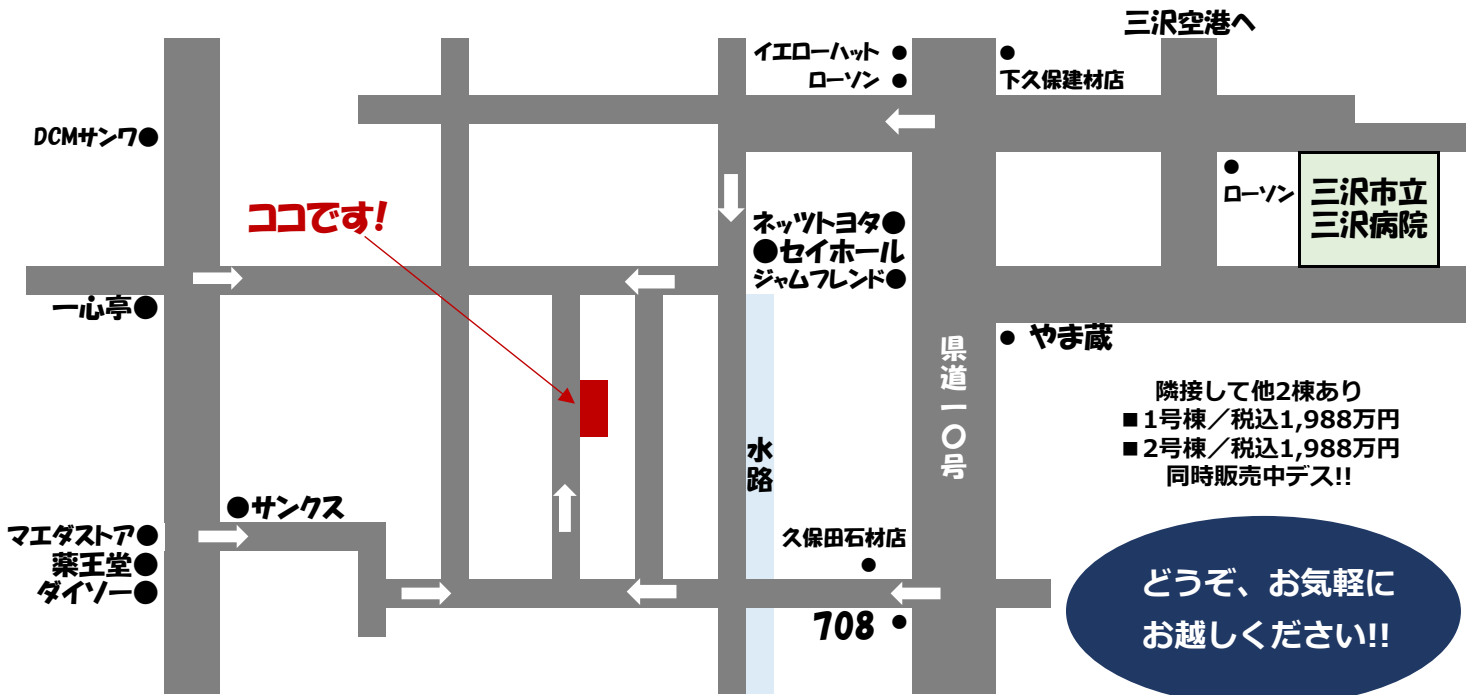 三沢空港へ
イエローハット ●
●
ローソン ●
下久保建材店
DCMサンワ●
●
ローソン
三沢市立
三沢病院
ココです!
ネッツトヨタ●
●セイホール
ジャムフレンド●
一心亭●
● やま蔵
県道一〇号
隣接して他2棟あり
■1号棟／税込1,988万円
■2号棟／税込1,988万円
同時販売中デス!!
水路
●サンクス
マエダストア●
薬王堂●
ダイソー●
久保田石材店
●
708 ●
どうぞ、お気軽に
お越しください!!